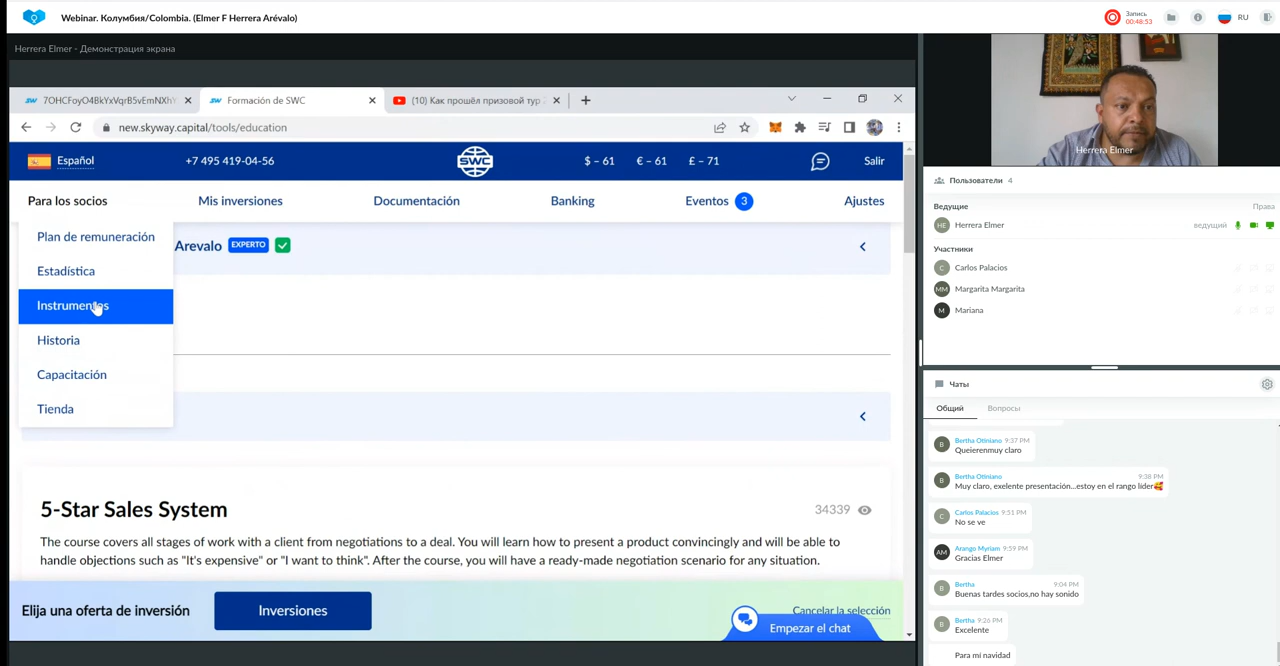 Webinar. Колумбия/Colombia. (Elmer F Herrera Arévalo)
Запись
00:48:53
RU
Herrera Elmer - Демонстрация экрана
7OHCFoyO4BkYxVqrB5vEmNXhY
Formación de SWC
(10) Как прошёл призовой тур
new.skyway.capital/tools/education
Español
+7 495 419-04-56
SWC
$ – 61
€ – 61
£ – 71
Salir
Para los socios
Mis inversiones
Documentación
Banking
Eventos 3
Ajustes
Plan de remuneración
Estadística
Instrumentos
Historia
Capacitación
Tienda
Arevalo EXPERTO
5-Star Sales System
34339
The course covers all stages of work with a client from negotiations to a deal. You will learn how to present a product convincingly and will be able to
handle objections such as "It's expensive" or "I want to think". After the course, you will have a ready-made negotiation scenario for any situation.
Elija una oferta de inversión
Inversiones
Cancelar la selección
Empezar el chat
Herrera Elmer
Пользователи 4
Ведущие
Права
HE
Herrera Elmer
ведущий
Участники
C
Carlos Palacios
MM
Margarita Margarita
M
Mariana
Чаты
Общий
Вопросы
B
Bertha Otiniano 9:37 PM
Queierenmuy claro
B
Bertha Otiniano 9:38 PM
Muy claro, exelente presentación...estoy en el rango líder🥰
C
Carlos Palacios 9:51 PM
No se ve
AM
Arango Myriam 9:59 PM
Gracias Elmer
B
Bertha 9:04 PM
Buenas tardes socios,no hay sonido
B
Bertha 9:26 PM
Excelente
Para mí navidad